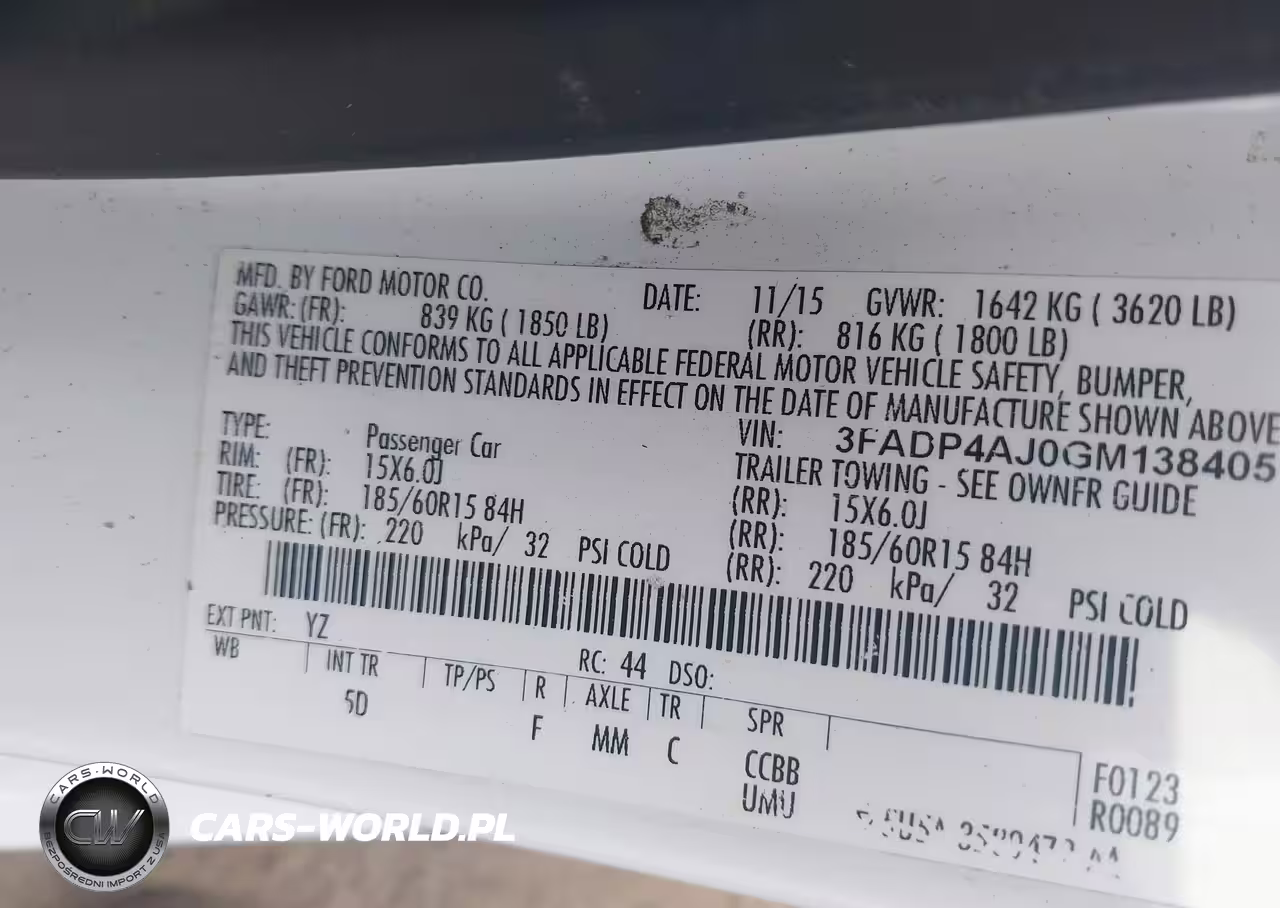 MFD. BY FORD MOTOR CO. DATE: 11/15 GVWR: 1642 KG ( 3620 LB)
GAWR: (FR): 839 KG ( 1850 LB) (RR): 816 KG ( 1800 LB)
THIS VEHICLE CONFORMS TO ALL APPLICABLE FEDERAL MOTOR VEHICLE SAFETY, BUMPER,
AND THEFT PREVENTION STANDARDS IN EFFECT ON THE DATE OF MANUFACTURE SHOWN ABOVE
VIN: 3FADP4AJ0GM138405
TYPE: Passenger Car TRAILER TOWING - SEE OWNFR GUIDE
RIM: (FR): 15X6.0J (RR): 15X6.0J
TIRE: (FR): 185/60R15 84H (RR): 185/60R15 84H
PRESSURE: (FR): 220 kPa/ 32 PSI COLD (RR): 220 kPa/ 32 PSI COLD
EXT PNT: YZ RC: 44 DSO:
WB INT TR TP/PS R AXLE TR SPR
5D F MM C CCBB
UMU
F0123
R0089
CARS-WORLD
CW
BEZPOŚREDNI IMPORT Z USA
CARS-WORLD.PL